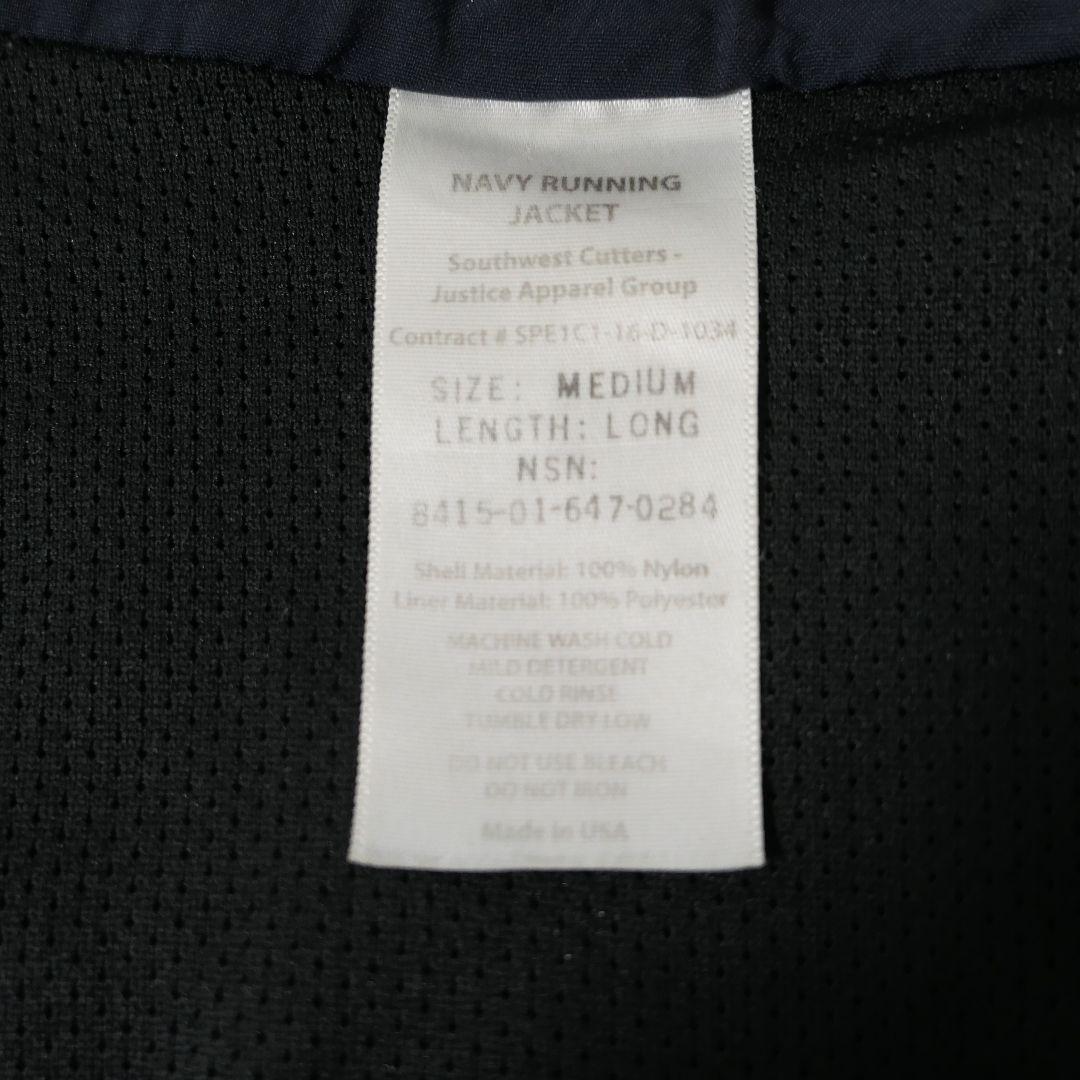 NAVY RUNNING
JACKET
Southwest Cutters -
Justice Apparel Group
Contract # SPE1C1-16-D-1034
SIZE: MEDIUM
LENGTH: LONG
NSN:
8415-01-647-0284
Shell Material: 100% Nylon
Liner Material: 100% Polyester
MACHINE WASH COLD
MILD DETERGENT
COLD RINSE
TUMBLE DRY LOW
DO NOT USE BLEACH
DO NOT IRON
Made in USA